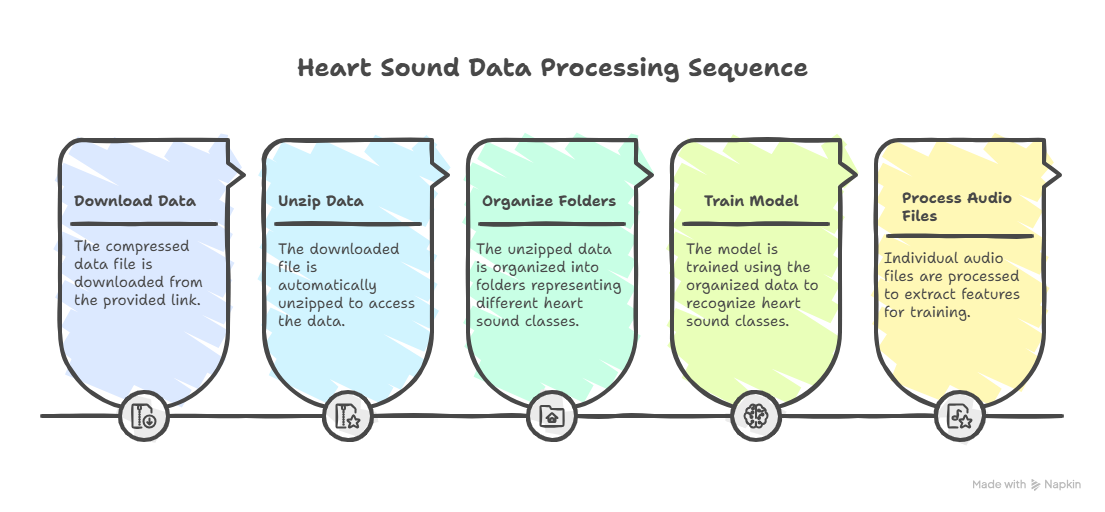 Heart Sound Data Processing Sequence
Download Data
The compressed
data file is
downloaded from
the provided link.
Unzip Data
The downloaded
file is
automatically
unzipped to access
the data.
Organize Folders
The unzipped data
is organized into
folders representing
different heart
sound classes.
Train Model
The model is
trained using the
organized data to
recognize heart
sound classes.
Process Audio
Files
Individual audio
files are processed
to extract features
for training.
Made with Napkin